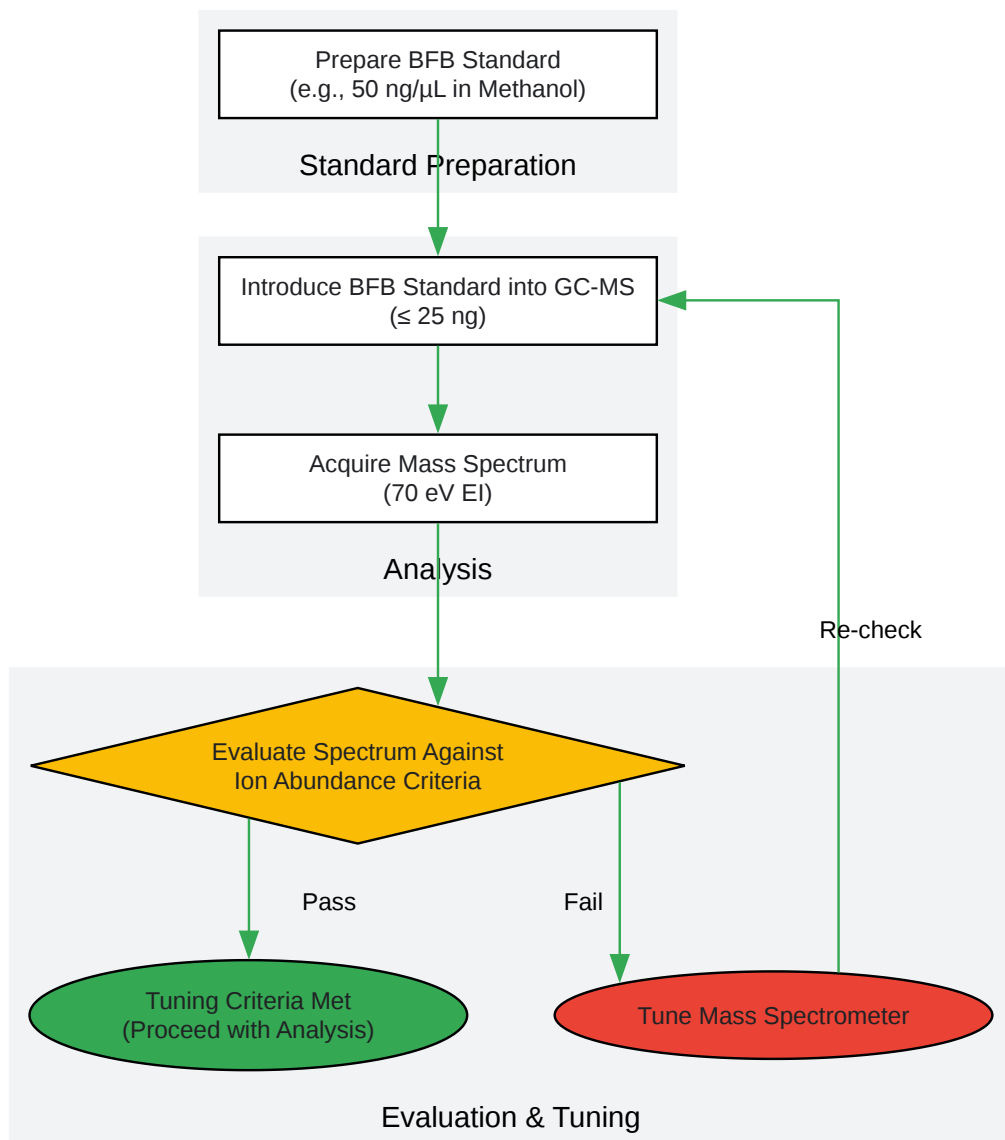 Prepare BFB Standard
(e.g., 50 ng/µL in Methanol)
Standard Preparation
Introduce BFB Standard into GC-MS
(≤ 25 ng)
Acquire Mass Spectrum
(70 eV EI)
Analysis
Re-check
Evaluate Spectrum Against
Ion Abundance Criteria
Pass
Fail
Tuning Criteria Met
(Proceed with Analysis)
Tune Mass Spectrometer
Evaluation & Tuning